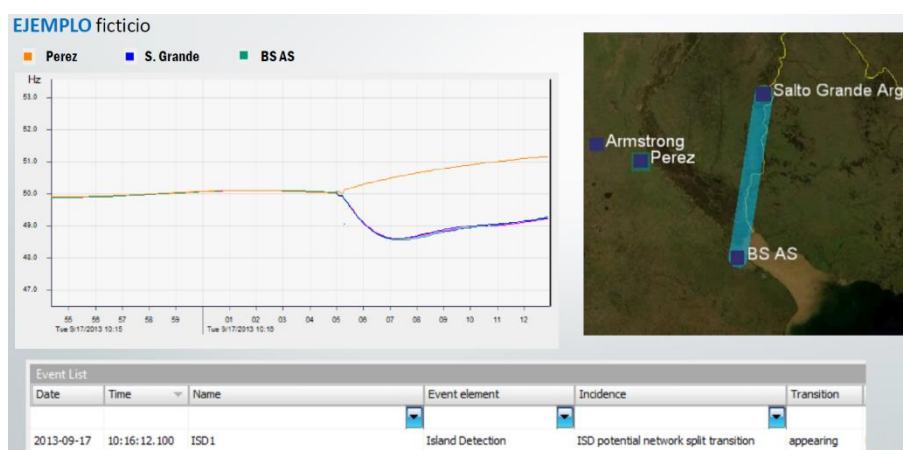 EJEMPLO ficticio
Perez S. Grande BS AS
Hz
53.0
52.0
51.0
50.0
49.0
48.0
47.0
55 56 57 58 59 01 02 03 04 05 06 07 08 09 10 11 12
Tue 9/17/2013 10:15 Tue 9/17/2013 10:16
Salto Grande Arg
Armstrong
Perez
BS AS
Event List
Date Time Name Event element Incidence Transition
2013-09-17 10:16:12.100 ISD1 Island Detection ISD potential network split transition appearing